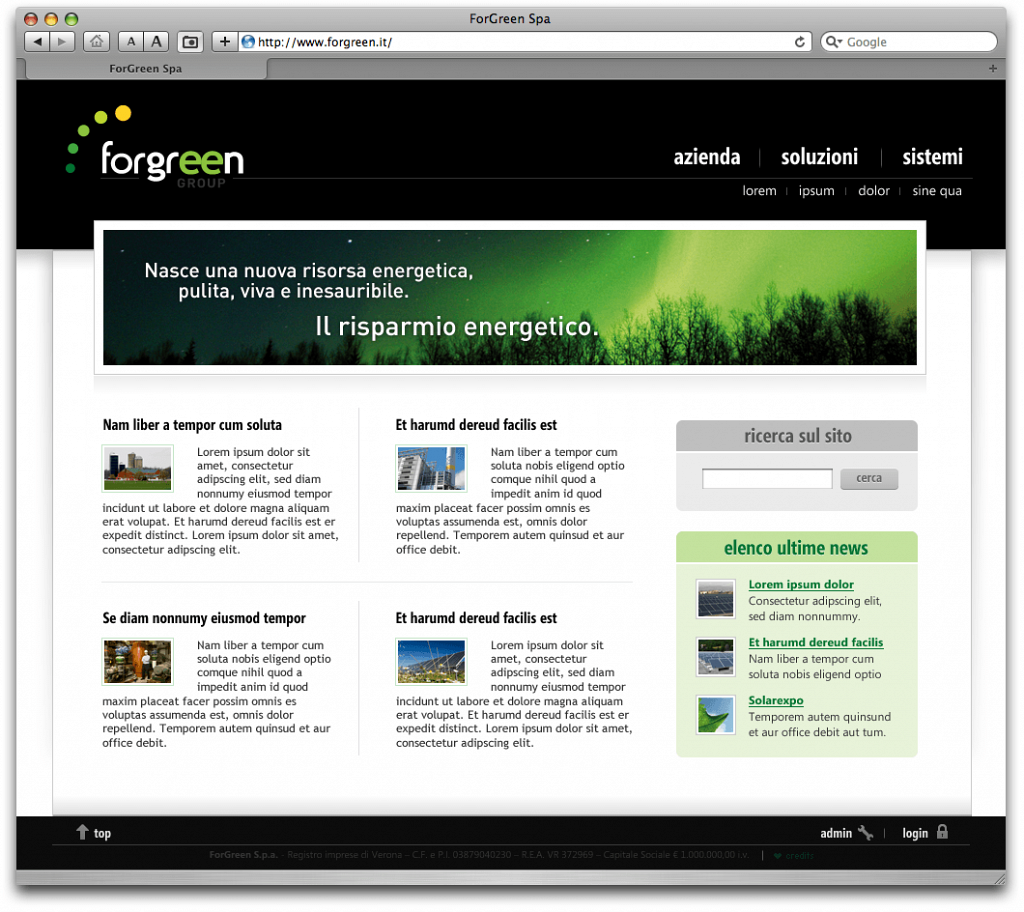 ForGreen Spa
A A
+ http://www.forgreen.it/
Google
ForGreen Spa
+
forgreen
GROUP
azienda | soluzioni | sistemi
lorem | ipsum | dolor | sine qua
Nasce una nuova risorsa energetica,
pulita, viva e inesauribile.
Il risparmio energetico.
Nam liber a tempor cum soluta
Lorem ipsum dolor sit
amet, consectetur
adipscing elit, sed diam
nonnumy eiusmod tempor
incidunt ut labore et dolore magna aliquam
erat volupat. Et harumd dereud facilis est er
expedit distinct. Lorem ipsum dolor sit amet,
consectetur adipscing elit.
Et harumd dereud facilis est
Nam liber a tempor cum
soluta nobis eligend optio
comque nihil quod a
impedit anim id quod
maxim placeat facer possim omnis es
voluptas assumenda est, omnis dolor
repellend. Temporem autem quinsud et aur
office debit.
Se diam nonnumy eiusmod tempor
Nam liber a tempor cum
soluta nobis eligend optio
comque nihil quod a
impedit anim id quod
maxim placeat facer possim omnis es
voluptas assumenda est, omnis dolor
repellend. Temporem autem quinsud et aur
office debit.
Et harumd dereud facilis est
Lorem ipsum dolor sit
amet, consectetur
adipscing elit, sed diam
nonnumy eiusmod tempor
incidunt ut labore et dolore magna aliquam
erat volupat. Et harumd dereud facilis est er
expedit distinct. Lorem ipsum dolor sit amet,
consectetur adipscing elit.
ricerca sul sito
cerca
elenco ultime news
Lorem ipsum dolor
Consectetur adipscing elit,
sed diam nonnummy.
Et harumd dereud facilis
Nam liber a tempor cum
soluta nobis eligend optio
Solarexpo
Temporem autem quinsund
et aur office debit aut tum.
top
admin | login
ForGreen S.p.a. - Registro imprese di Verona – C.F. e P.I. 03879040230 – R.E.A. VR 372969 – Capitale Sociale £ 1.000.000,00 i.v. | credits